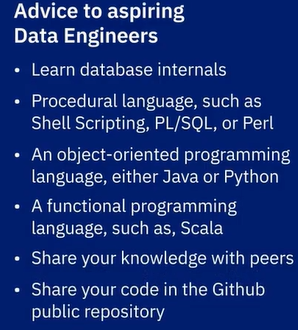 Advice to aspiring
Data Engineers
• Learn database internals
• Procedural language, such as
Shell Scripting, PL/SQL, or Perl
• An object-oriented programming
language, either Java or Python
• A functional programming
language, such as, Scala
• Share your knowledge with peers
• Share your code in the Github
public repository